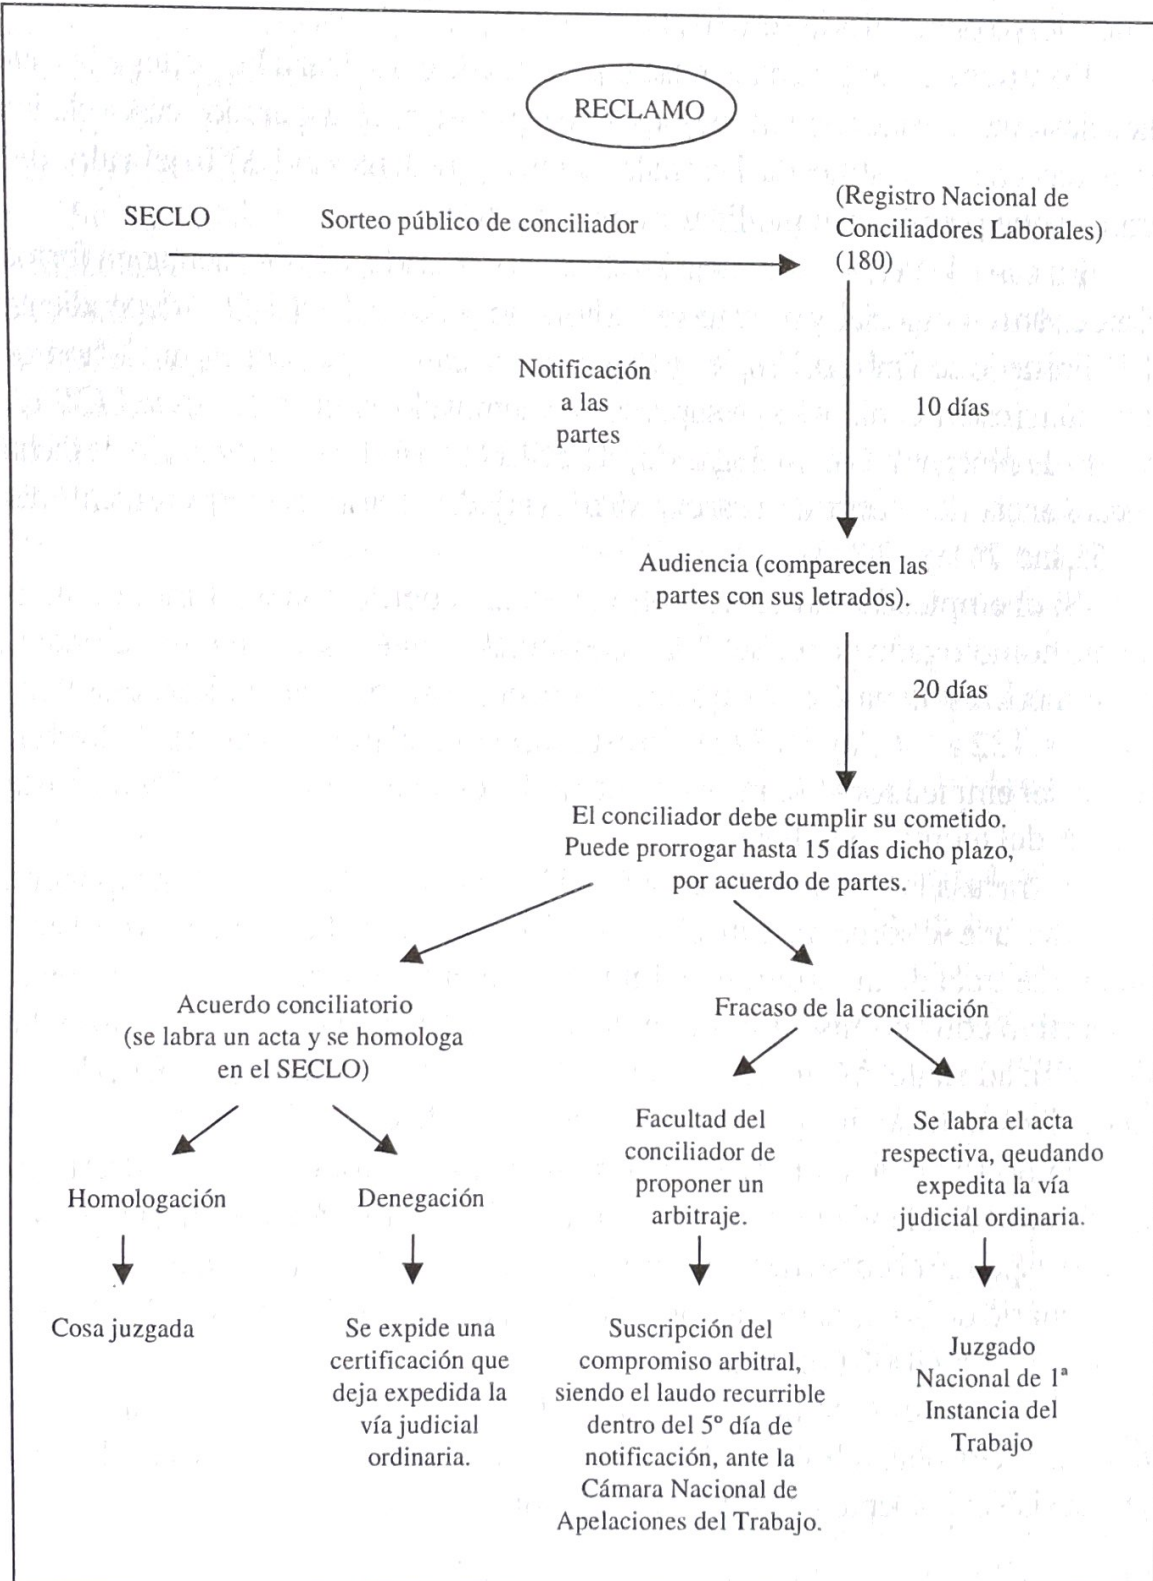 RECLAMO
SECLO
Sorteo público de conciliador
(Registro Nacional de
Conciliadores Laborales)
(180)
Notificación
a las
partes
10 días
Audiencia (comparecen las
partes con sus letrados).
20 días
El conciliador debe cumplir su cometido.
Puede prorrogar hasta 15 días dicho plazo,
por acuerdo de partes.
Acuerdo conciliatorio
(se labra un acta y se homologa
en el SECLO)
Fracaso de la conciliación
Homologación
Denegación
Facultad del
conciliador de
proponer un
arbitraje.
Se labra el acta
respectiva, qeudando
expedita la vía
judicial ordinaria.
Cosa juzgada
Se expide una
certificación que
deja expedida la
vía judicial
ordinaria.
Suscripción del
compromiso arbitral,
siendo el laudo recurrible
dentro del 5º día de
notificación, ante la
Cámara Nacional de
Apelaciones del Trabajo.
Juzgado
Nacional de 1ª
Instancia del
Trabajo